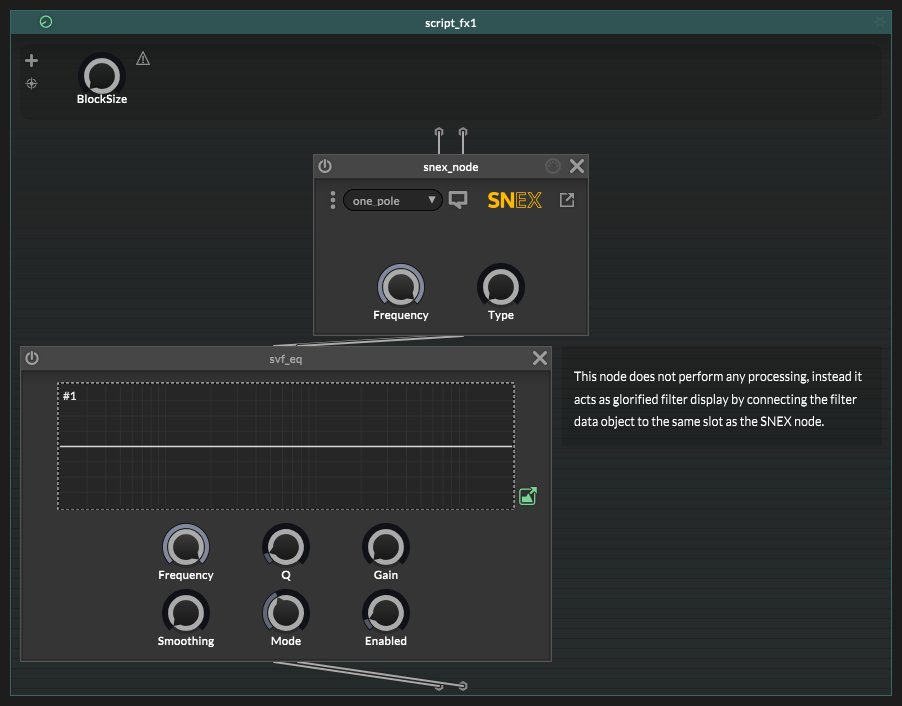 script_fx1
BlockSize
snex_node
one_pole
SNEX
Frequency
Type
svf_eq
#1
This node does not perform any processing, instead it
acts as glorified filter display by connecting the filter
data object to the same slot as the SNEX node.
Frequency
Q
Gain
Smoothing
Mode
Enabled